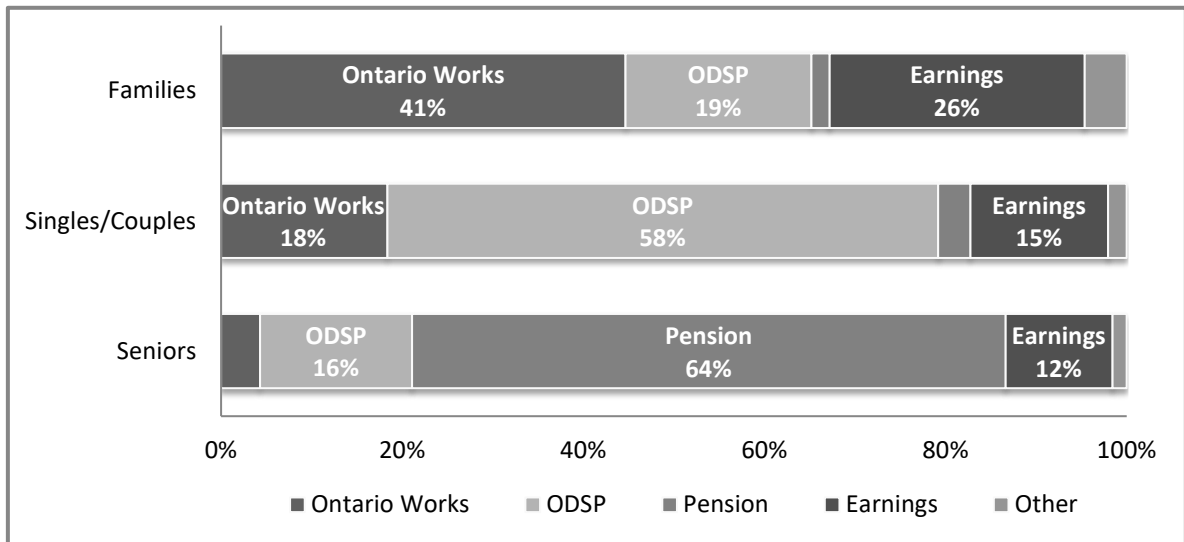 Families
Ontario Works
41%
ODSP
19%
Earnings
26%
Singles/Couples
Ontario Works
18%
ODSP
58%
Earnings
15%
Seniors
ODSP
16%
Pension
64%
Earnings
12%
0% 20% 40% 60% 80% 100%
Ontario Works ODSP Pension Earnings Other